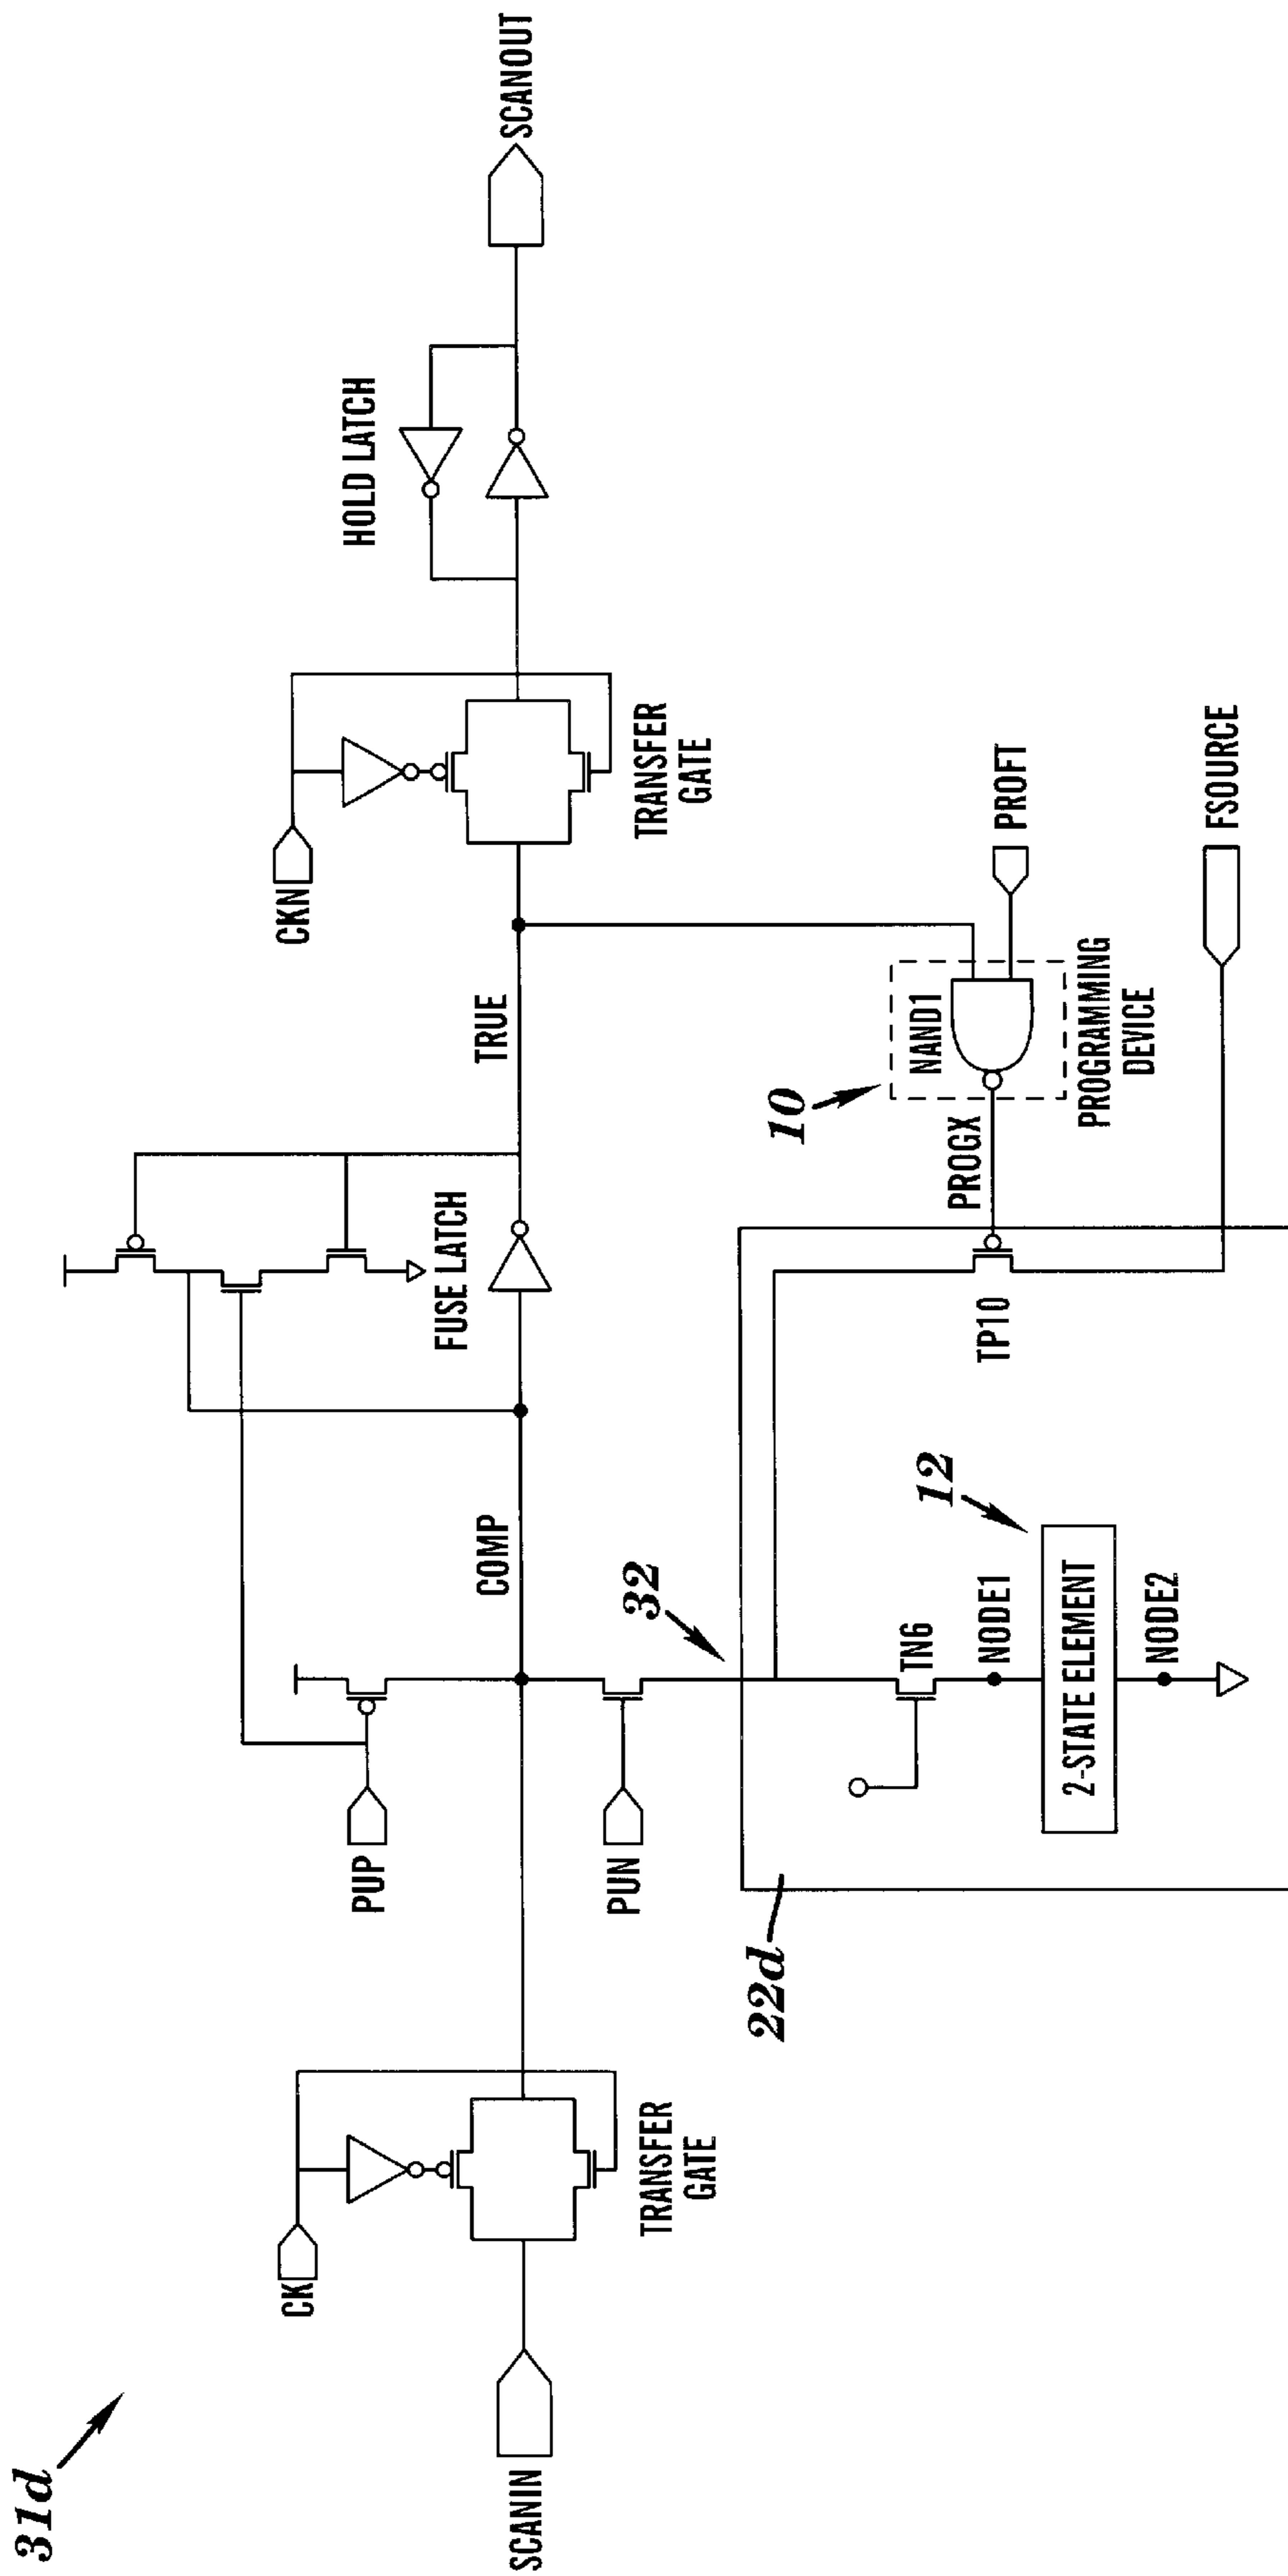 31d
SCANIN
CK
TRANSFER
GATE
PUP
PUN
COMP
FUSE LATCH
TRUE
CKN
TRANSFER
GATE
HOLD LATCH
SCANOUT
22d
32
TN6
NODE1
12
2-STATE ELEMENT
NODE2
TP10
PROGX
10
NAND1
PROGRAMMING
DEVICE
PROFT
FSOURCE